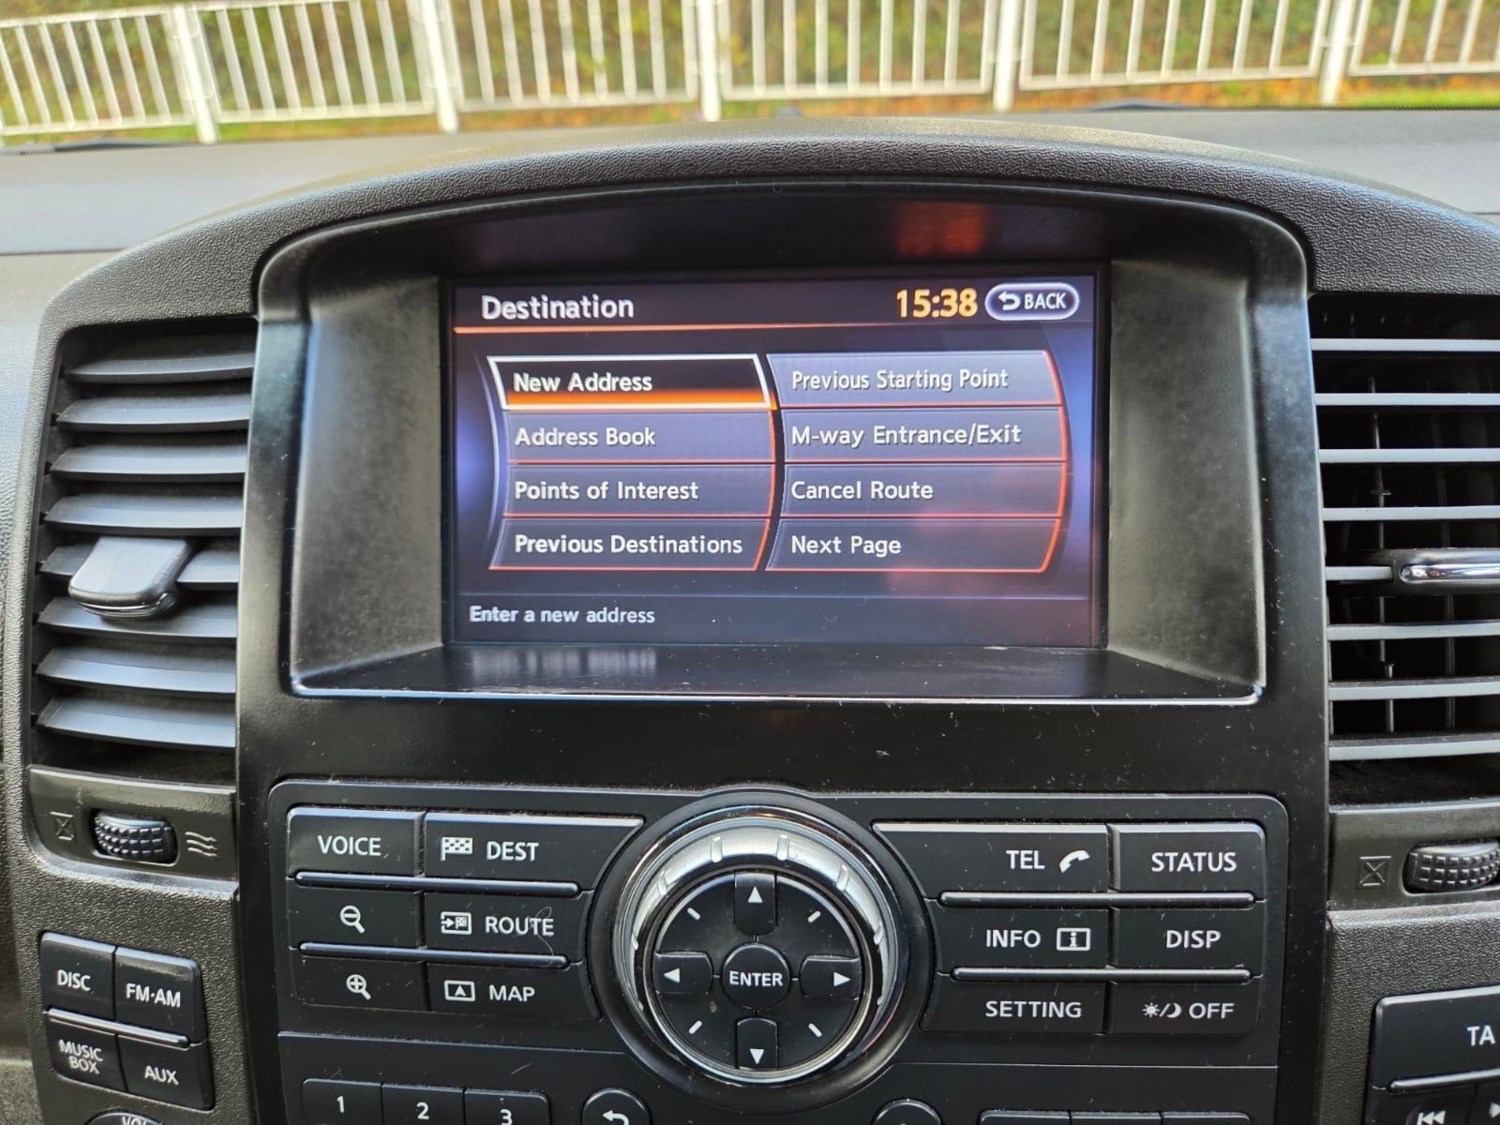 Destination
15:38
BACK
New Address
Previous Starting Point
Address Book
M-way Entrance/Exit
Points of Interest
Cancel Route
Previous Destinations
Next Page
Enter a new address
VOICE
DEST
ROUTE
MAP
ENTER
TEL
STATUS
INFO
DISP
SETTING
OFF
DISC
FM·AM
MUSIC
BOX
AUX
1
2
3
TA